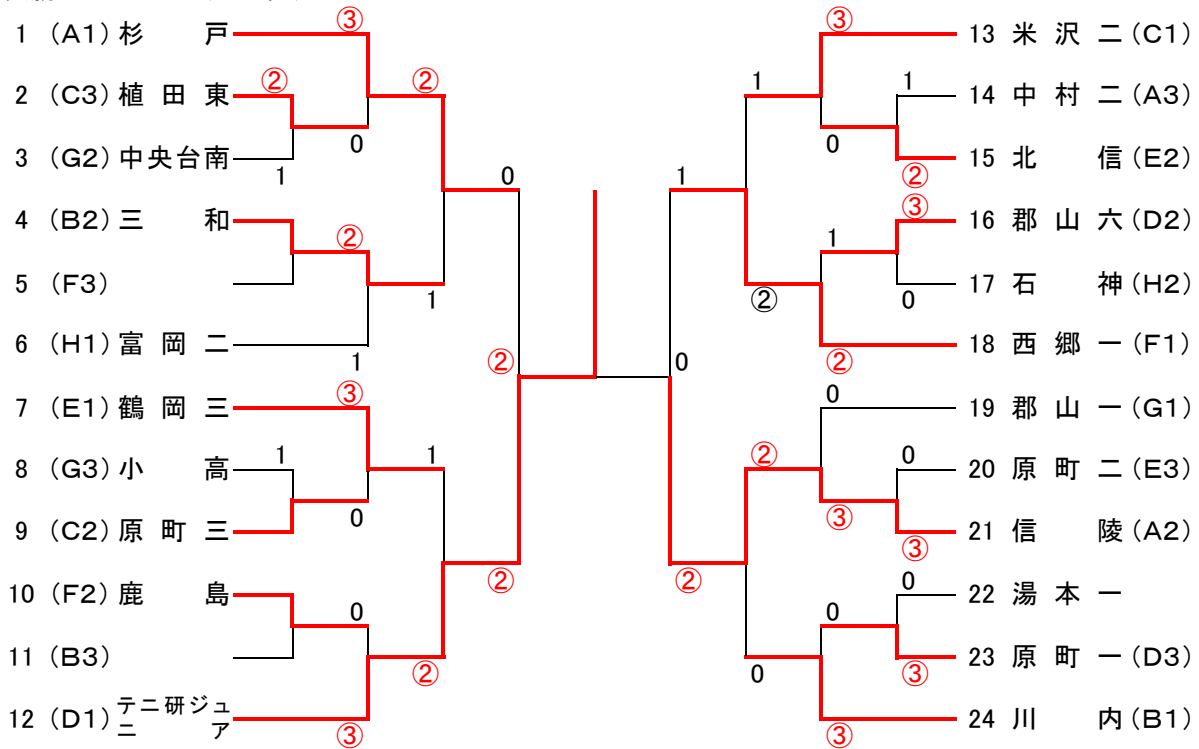 1 (A1) 杉 戸
2 (C3) 植 田 東
3 (G2) 中央台南
4 (B2) 三 和
5 (F3)
6 (H1) 富 岡 二
7 (E1) 鶴 岡 三
8 (G3) 小 高
9 (C2) 原 町 三
10 (F2) 鹿 島
11 (B3)
12 (D1) テニ研ジュ
ニ ア
③
②
②
0
1
0
②
1
1
③
1
1
0
②
②
0
②
③
③
1
1
0
②
1
③
1
0
②
②
0
0
②
0
③
③
②
0
0
0
③
③
13 米 沢 二 (C1)
14 中 村 二 (A3)
15 北 信 (E2)
16 郡 山 六 (D2)
17 石 神 (H2)
18 西 郷 一 (F1)
19 郡 山 一 (G1)
20 原 町 二 (E3)
21 信 陵 (A2)
22 湯 本 一
23 原 町 一 (D3)
24 川 内 (B1)